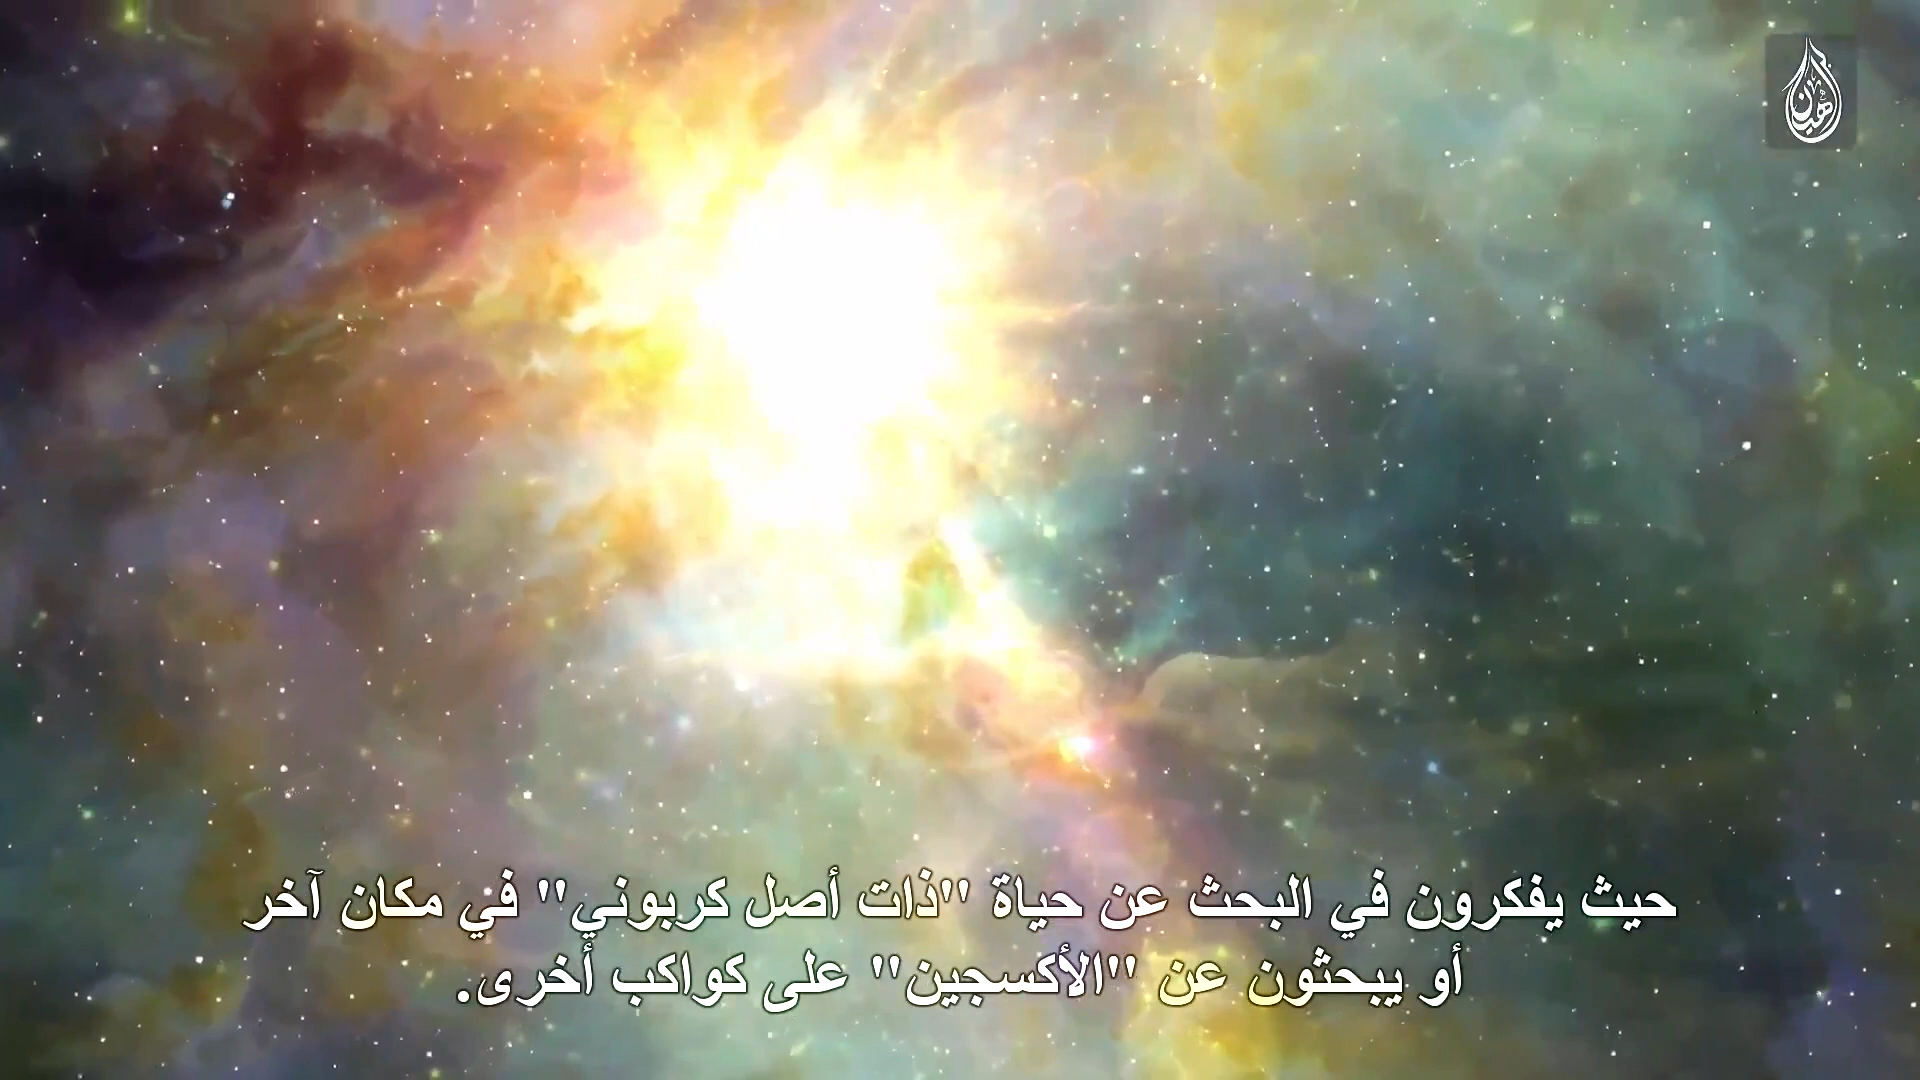 حيث يفكرون في البحث عن حياة "ذات أصل كربوني" في مكان آخر
أو يبحثون عن "الأكسجين" على كواكب أخرى.